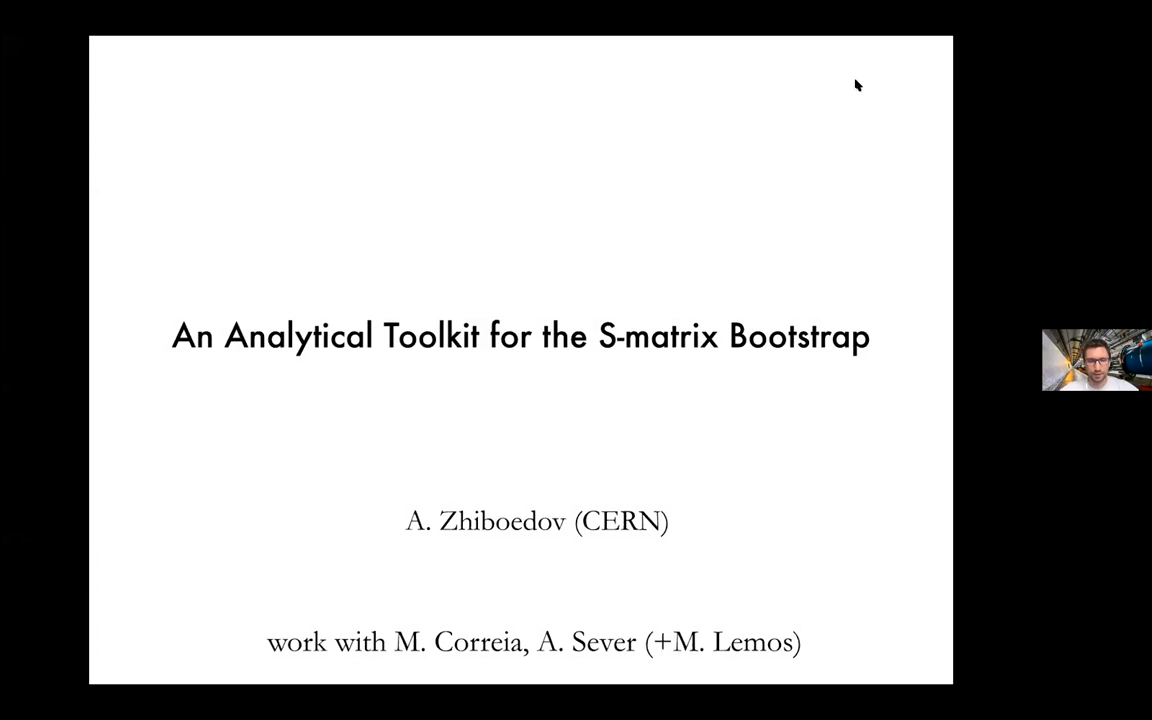 An Analytical Toolkit for the S-matrix Bootstrap
A. Zhiboedov (CERN)
work with M. Correia, A. Sever (+M. Lemos)